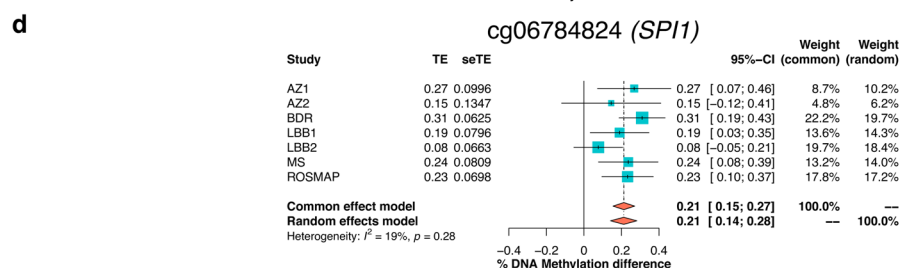 d
cg06784824 (SPI1)
Weight Weight
Study TE seTE 95%−CI (common) (random)
AZ1 0.27 0.0996 0.27 [ 0.07; 0.46] 8.7% 10.2%
AZ2 0.15 0.1347 0.15 [−0.12; 0.41] 4.8% 6.2%
BDR 0.31 0.0625 0.31 [ 0.19; 0.43] 22.2% 19.7%
LBB1 0.19 0.0796 0.19 [ 0.03; 0.35] 13.6% 14.3%
LBB2 0.08 0.0663 0.08 [−0.05; 0.21] 19.7% 18.4%
MS 0.24 0.0809 0.24 [ 0.08; 0.39] 13.2% 14.0%
ROSMAP 0.23 0.0698 0.23 [ 0.10; 0.37] 17.8% 17.2%
Common effect model 0.21 [ 0.15; 0.27] 100.0% −−
Random effects model 0.21 [ 0.14; 0.28] −− 100.0%
Heterogeneity: I² = 19%, p = 0.28
−0.4 −0.2 0 0.2 0.4
% DNA Methylation difference